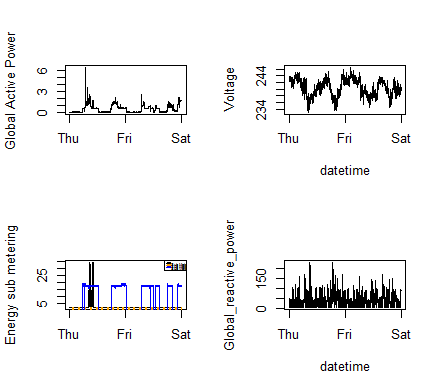 Global Active Power
6
3
0
Thu Fri Sat
Voltage
244
234
Thu Fri Sat
datetime
Energy sub metering
25
5
Thu Fri Sat
Global_reactive_power
150
0
Thu Fri Sat
datetime